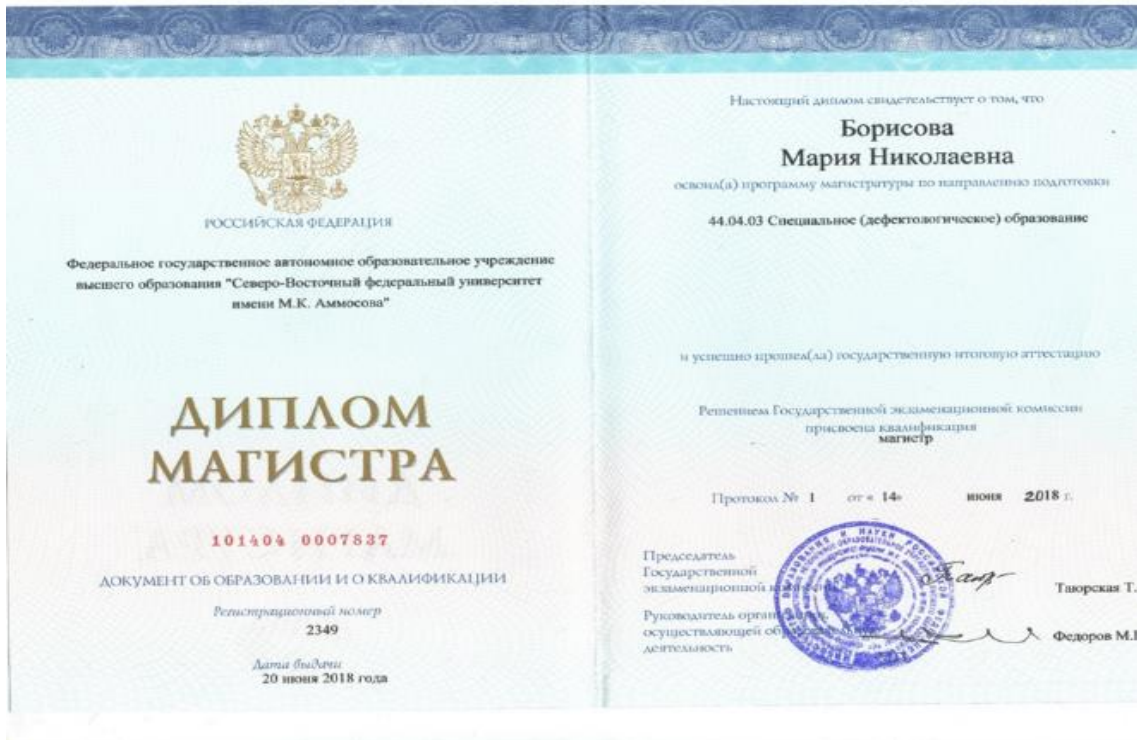 РОССИЙСКАЯ ФЕДЕРАЦИЯ
Федеральное государственное автономное образовательное учреждение
высшего образования "Северо-Восточный федеральный университет
имени М.К. Аммосова"
ДИПЛОМ
МАГИСТРА
101404 0007837
ДОКУМЕНТ ОБ ОБРАЗОВАНИИ И О КВАЛИФИКАЦИИ
Регистрационный номер
2349
Дата выдачи
20 июня 2018 года
Настоящий диплом свидетельствует о том, что
Борисова
Мария Николаевна
освоил(а) программу магистратуры по направлению подготовки
44.04.03 Специальное (дефектологическое) образование
и успешно прошел(ла) государственную итоговую аттестацию
Решением Государственной экзаменационной комиссии
присвоена квалификация
магистр
Протокол № 1 от « 14» июня 2018 г.
Председатель
Государственной
экзаменационной
Таюрская Т.
Руководитель
осуществляющей
деятельность
Федоров М.